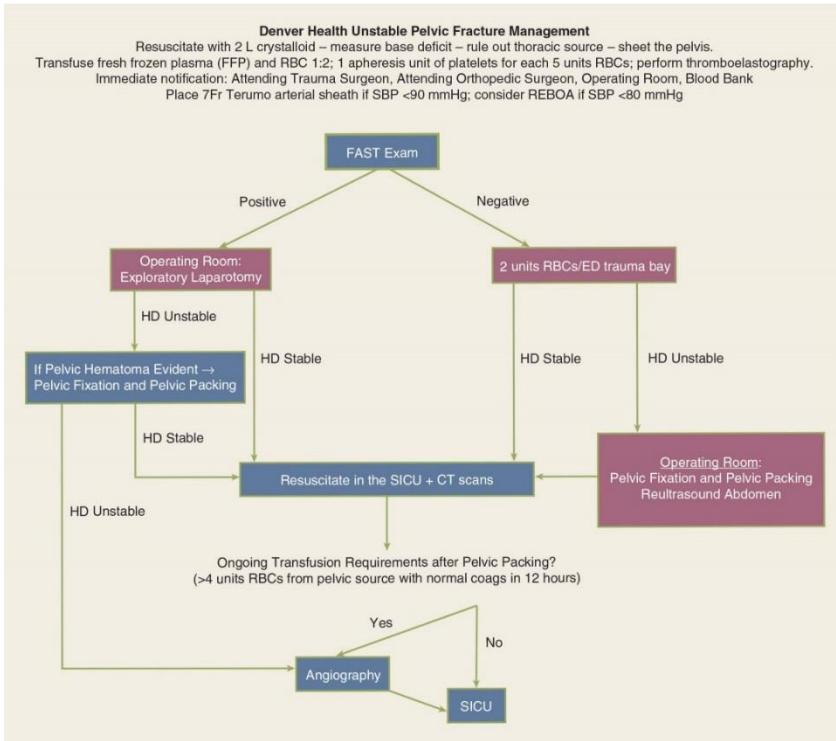 Denver Health Unstable Pelvic Fracture Management
Resuscitate with 2 L crystalloid – measure base deficit – rule out thoracic source – sheet the pelvis.
Transfuse fresh frozen plasma (FFP) and RBC 1:2; 1 apheresis unit of platelets for each 5 units RBCs; perform thromboelastography.
Immediate notification: Attending Trauma Surgeon, Attending Orthopedic Surgeon, Operating Room, Blood Bank
Place 7Fr Terumo arterial sheath if SBP <90 mmHg; consider REBOA if SBP <80 mmHg
FAST Exam
Positive
Negative
Operating Room:
Exploratory Laparotomy
2 units RBCs/ED trauma bay
HD Unstable
HD Stable
HD Stable
HD Unstable
If Pelvic Hematoma Evident →
Pelvic Fixation and Pelvic Packing
HD Stable
HD Unstable
Resuscitate in the SICU + CT scans
Operating Room:
Pelvic Fixation and Pelvic Packing
Reultrasound Abdomen
Ongoing Transfusion Requirements after Pelvic Packing?
(>4 units RBCs from pelvic source with normal coags in 12 hours)
Yes
No
Angiography
SICU